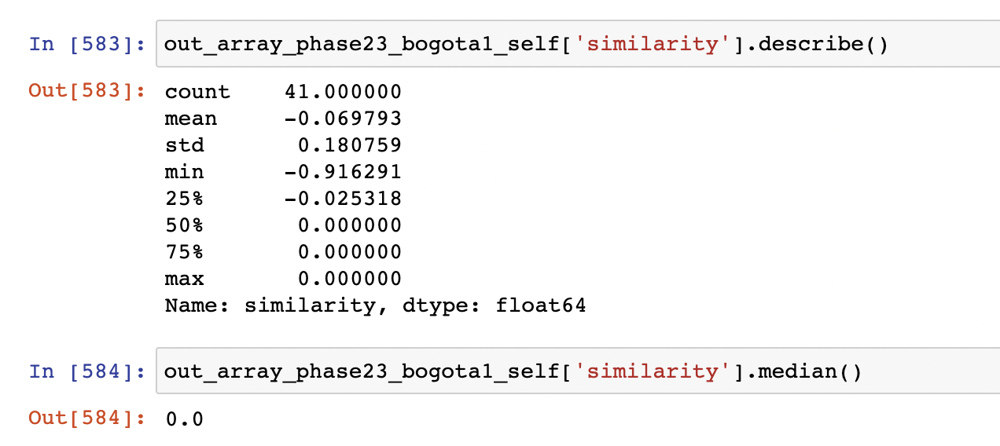 In [583]: out_array_phase23_bogota1_self['similarity'].describe()
Out[583]: count    41.000000
mean     -0.069793
std       0.180759
min      -0.916291
25%      -0.025318
50%       0.000000
75%       0.000000
max       0.000000
Name: similarity, dtype: float64
In [584]: out_array_phase23_bogota1_self['similarity'].median()
Out[584]: 0.0